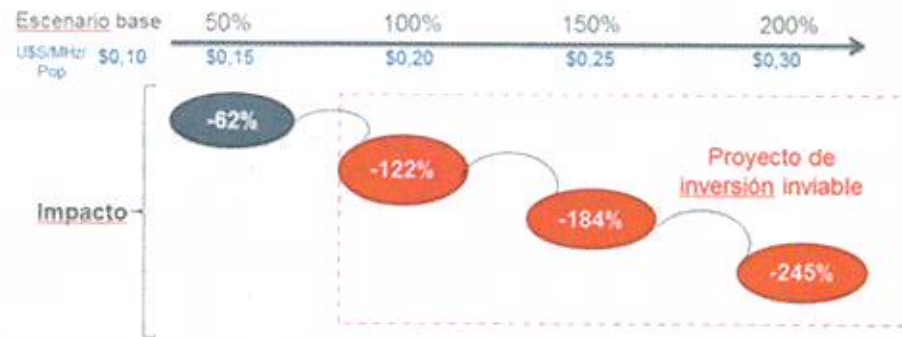 Escenario base 50% 100% 150% 200%
U$S/MHz/
Pop $0,10 $0,15 $0,20 $0,25 $0,30
-62%
-122%
Proyecto de
inversión inviable
Impacto
-184%
-245%